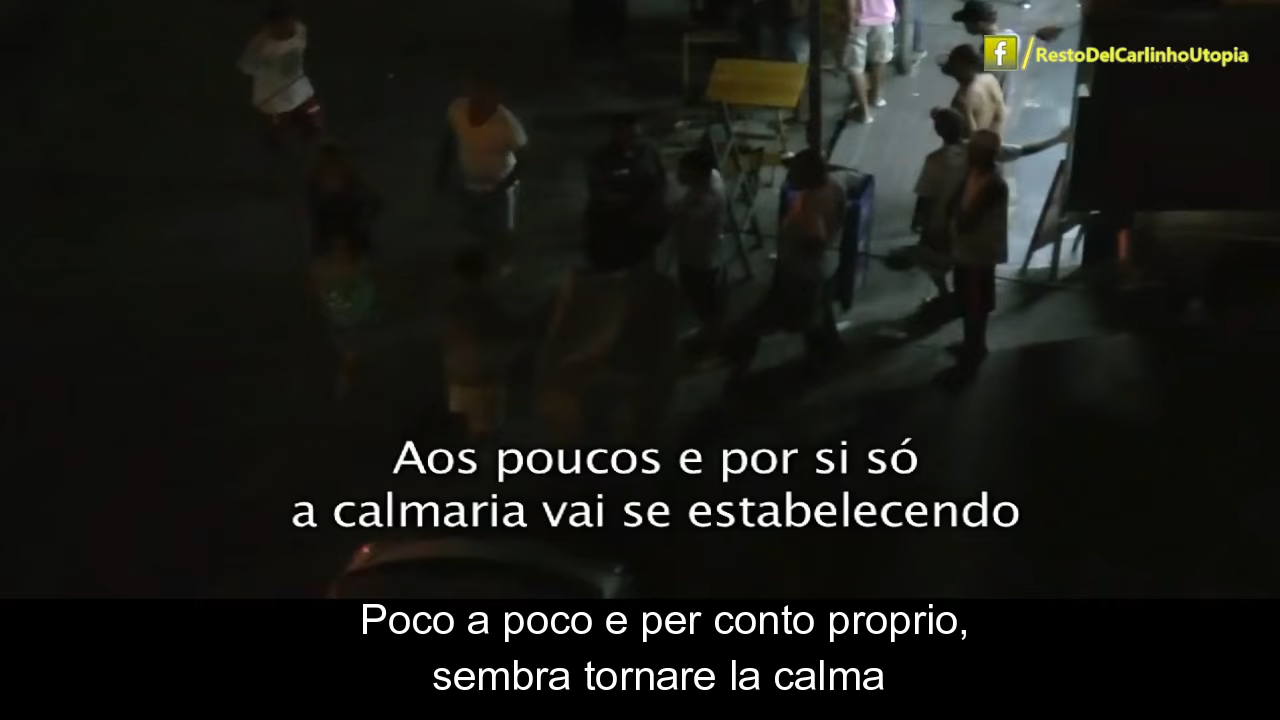 f/RestoDelCarlinhoUtopia
Aos poucos e por si só
a calmaria vai se estabelecendo
Poco a poco e per conto proprio,
sembra tornare la calma